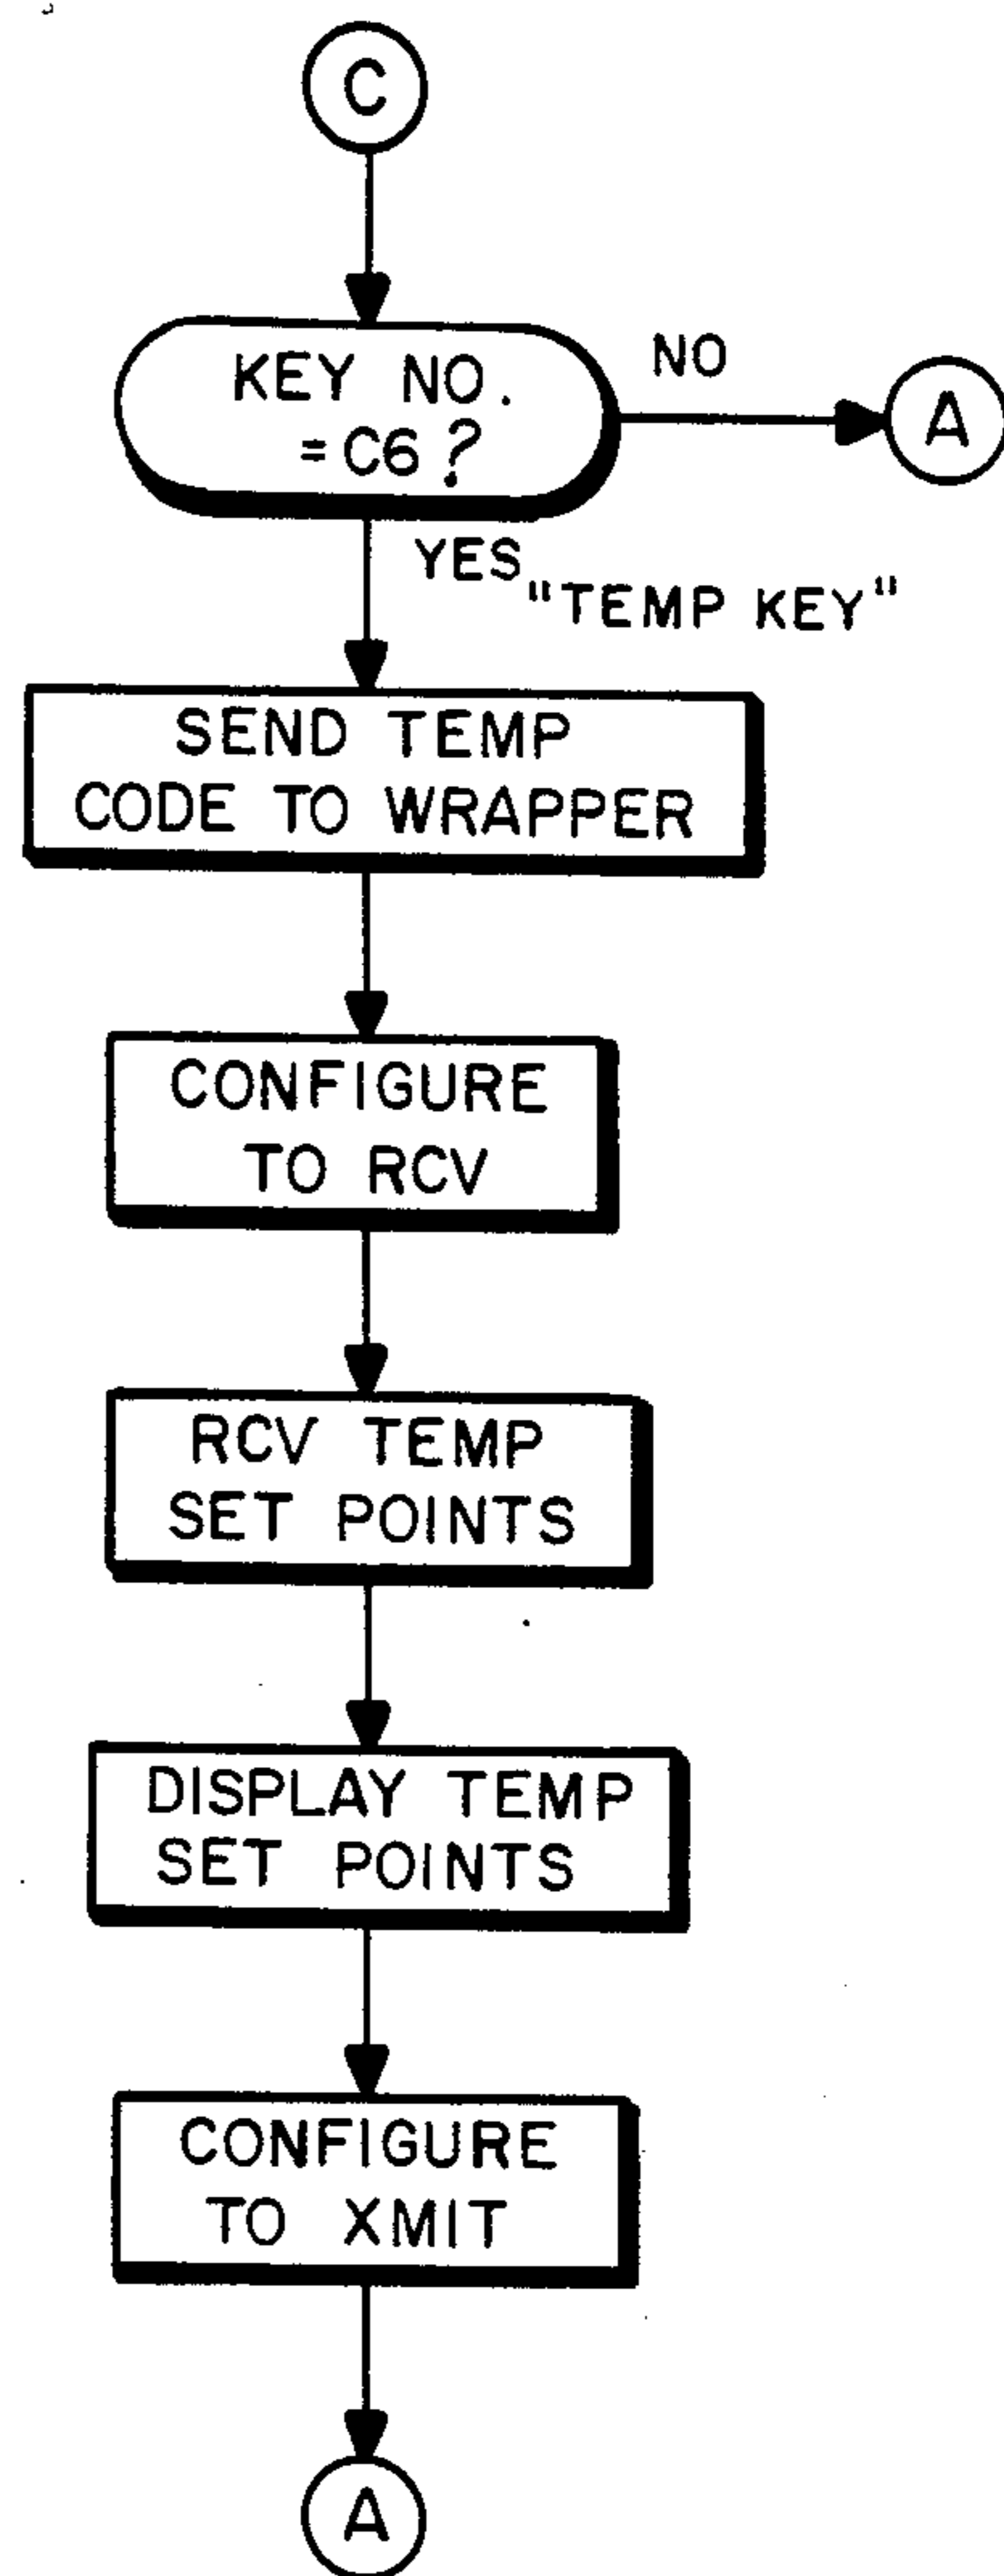 C
KEY NO.
= C6 ?
NO
A
YES
"TEMP KEY"
SEND TEMP
CODE TO WRAPPER
CONFIGURE
TO RCV
RCV TEMP
SET POINTS
DISPLAY TEMP
SET POINTS
CONFIGURE
TO XMIT
A